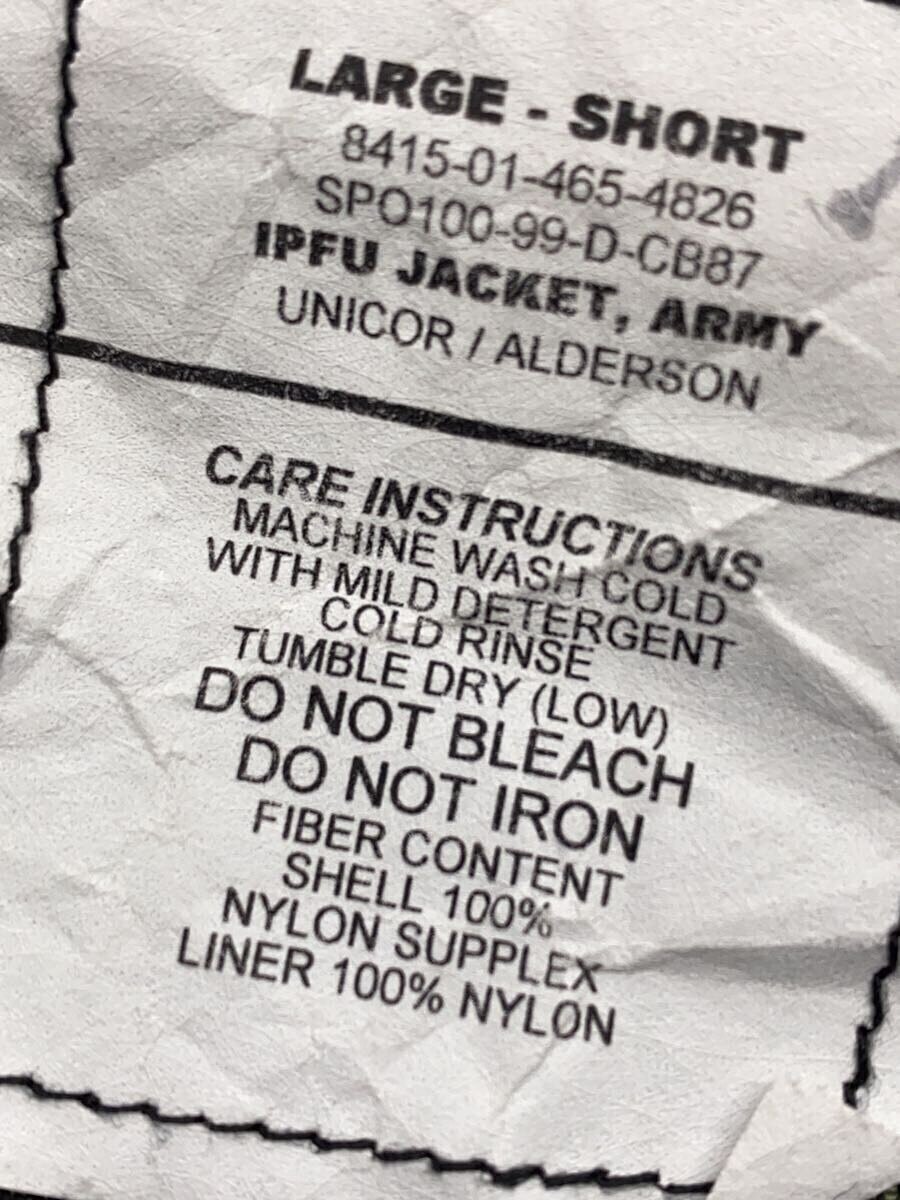 LARGE - SHORT
8415-01-465-4826
SPO100-99-D-CB87
IPFU JACKET, ARMY
UNICOR / ALDERSON
CARE INSTRUCTIONS
MACHINE WASH COLD
WITH MILD DETERGENT
COLD RINSE
TUMBLE DRY (LOW)
DO NOT BLEACH
DO NOT IRON
FIBER CONTENT
SHELL 100%
NYLON SUPPLEX
LINER 100% NYLON